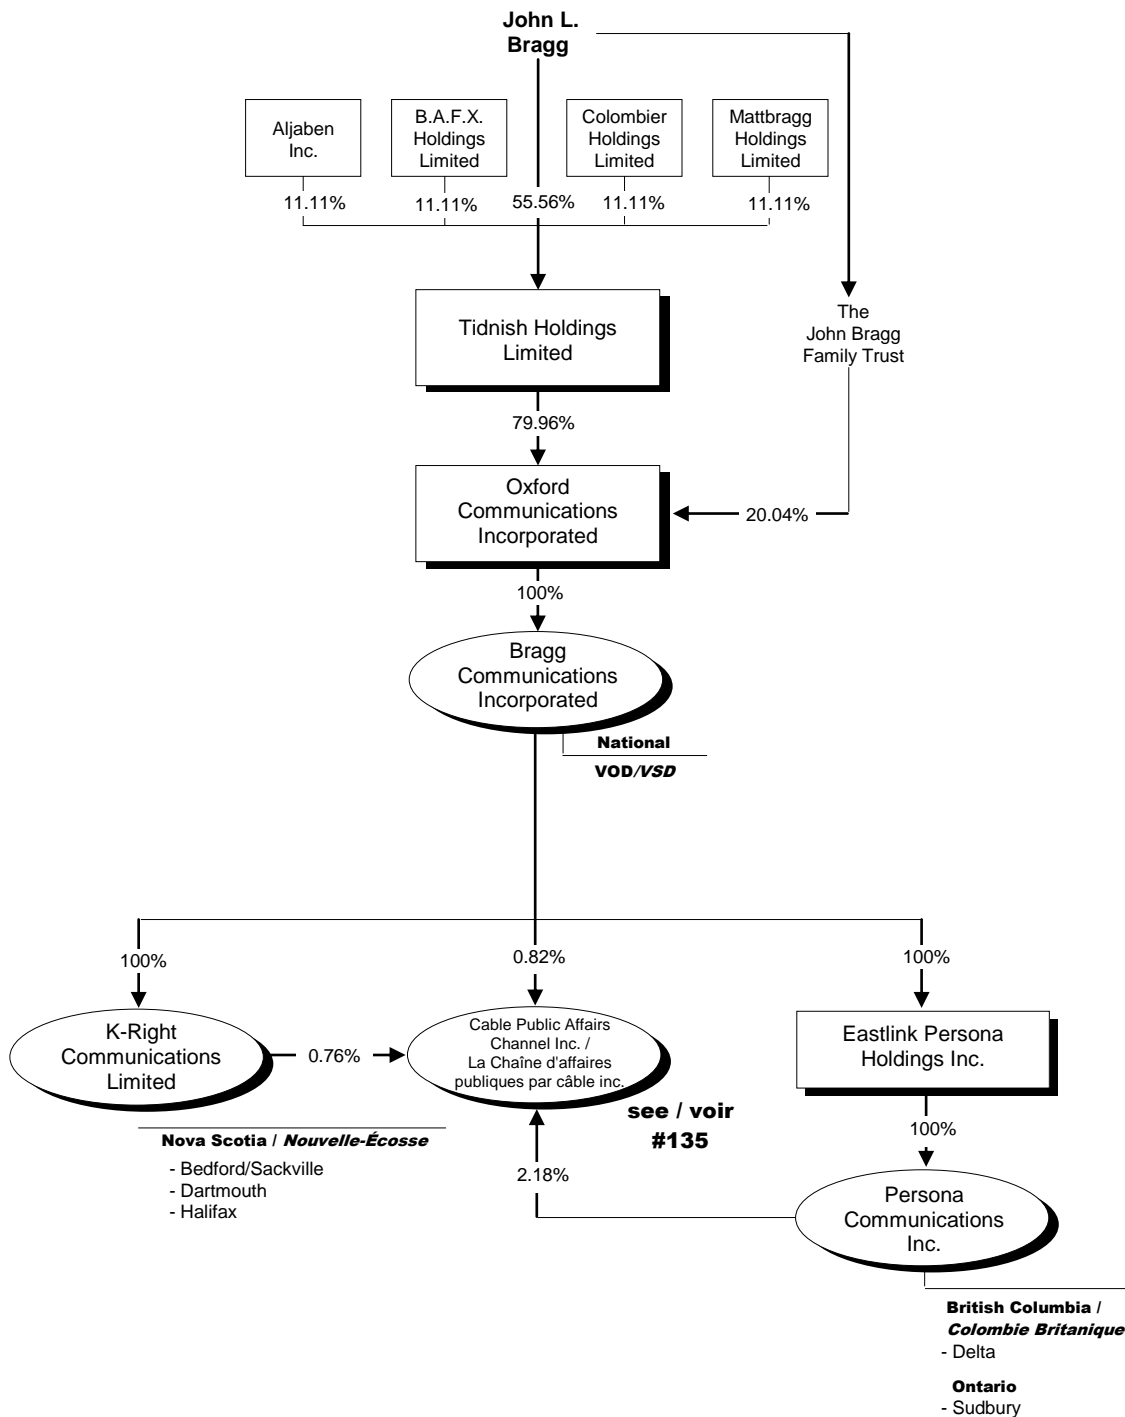 John L.
Bragg
Aljaben
Inc.
B.A.F.X.
Holdings
Limited
Colombier
Holdings
Limited
Mattbragg
Holdings
Limited
11.11%
11.11%
55.56%
11.11%
11.11%
Tidnish Holdings
Limited
The
John Bragg
Family Trust
79.96%
Oxford
Communications
Incorporated
20.04%
100%
Bragg
Communications
Incorporated
National
VOD/VSD
100%
0.82%
100%
K-Right
Communications
Limited
0.76%
Cable Public Affairs
Channel Inc. /
La Chaîne d'affaires
publiques par câble inc.
Eastlink Persona
Holdings Inc.
see / voir
#135
100%
Nova Scotia / Nouvelle-Écosse
- Bedford/Sackville
- Dartmouth
- Halifax
2.18%
Persona
Communications
Inc.
British Columbia /
Colombie Britanique
- Delta
Ontario
- Sudbury